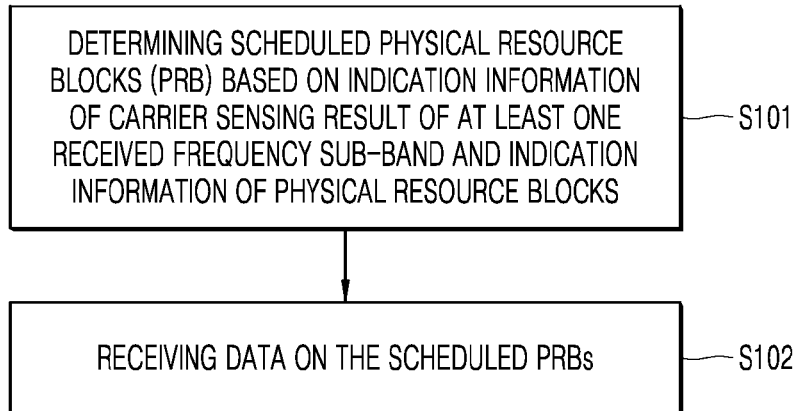 DETERMINING SCHEDULED PHYSICAL RESOURCE
BLOCKS (PRB) BASED ON INDICATION INFORMATION
OF CARRIER SENSING RESULT OF AT LEAST ONE
RECEIVED FREQUENCY SUB-BAND AND INDICATION
INFORMATION OF PHYSICAL RESOURCE BLOCKS
S101
RECEIVING DATA ON THE SCHEDULED PRBs
S102